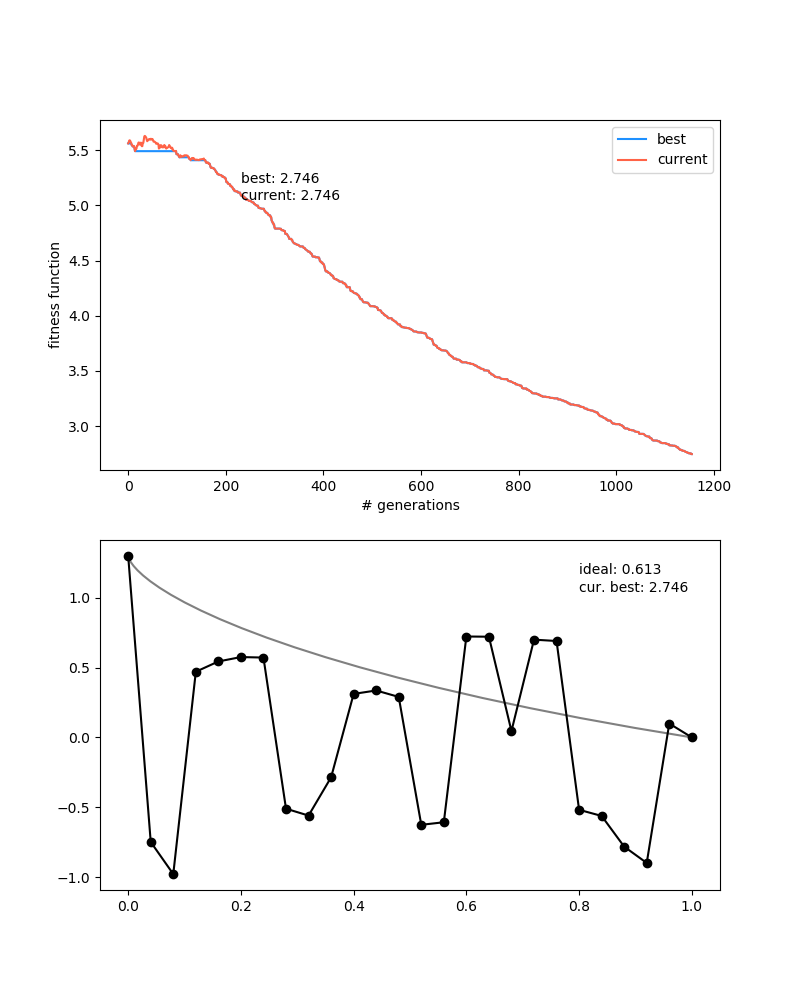 best
current
best: 2.746
current: 2.746
fitness function
5.5
5.0
4.5
4.0
3.5
3.0
0 200 400 600 800 1000 1200
# generations
ideal: 0.613
cur. best: 2.746
1.0
0.5
0.0
−0.5
−1.0
0.0 0.2 0.4 0.6 0.8 1.0